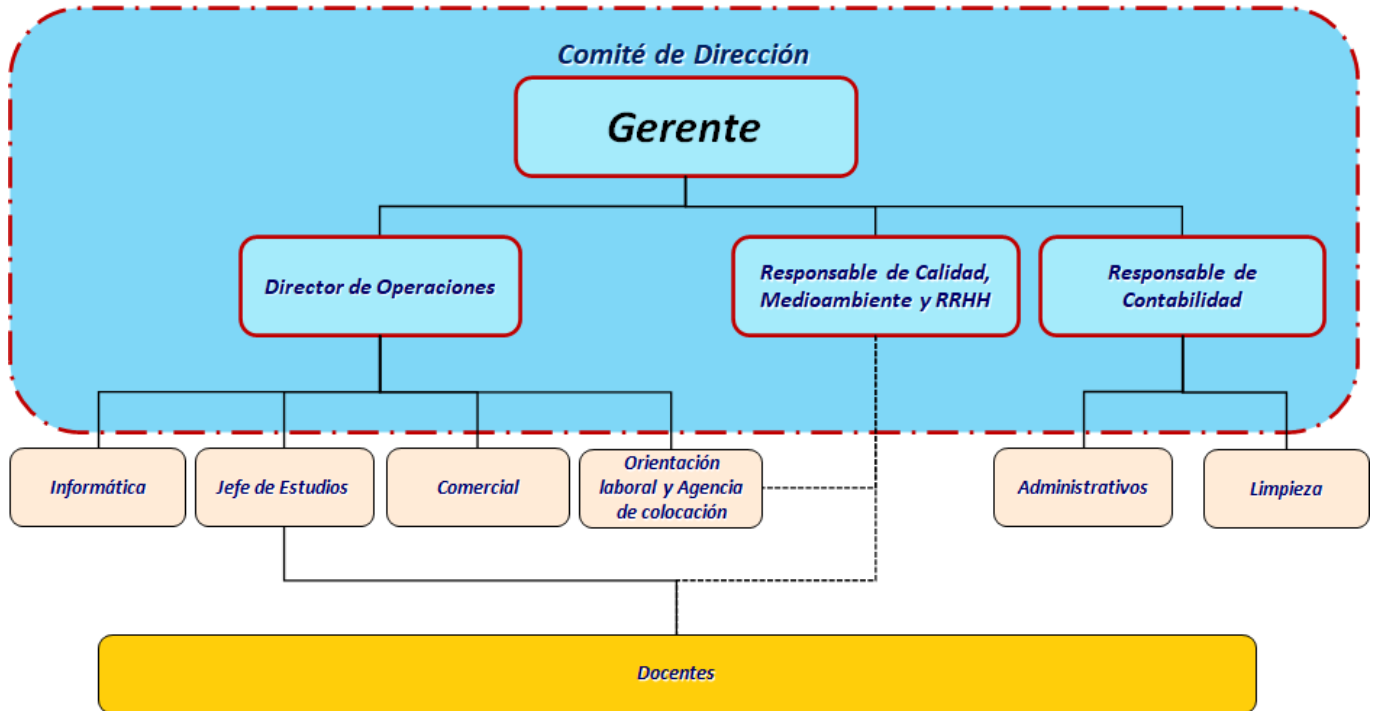 Comité de Dirección
Gerente
Director de Operaciones
Responsable de Calidad,
Medioambiente y RRHH
Responsable de
Contabilidad
Informática
Jefe de Estudios
Comercial
Orientación
laboral y Agencia
de colocación
Administrativos
Limpieza
Docentes